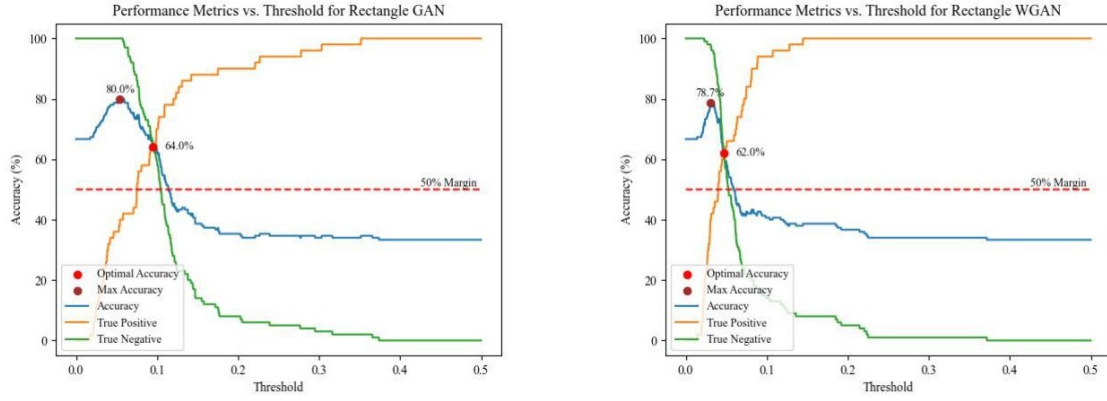 Performance Metrics vs. Threshold for Rectangle GAN
100
80
60
40
20
0
Accuracy (%)
80.0%
64.0%
50% Margin
Optimal Accuracy
Max Accuracy
Accuracy
True Positive
True Negative
0.0 0.1 0.2 0.3 0.4 0.5
Threshold
Performance Metrics vs. Threshold for Rectangle WGAN
100
80
60
40
20
0
Accuracy (%)
78.7%
62.0%
50% Margin
Optimal Accuracy
Max Accuracy
Accuracy
True Positive
True Negative
0.0 0.1 0.2 0.3 0.4 0.5
Threshold